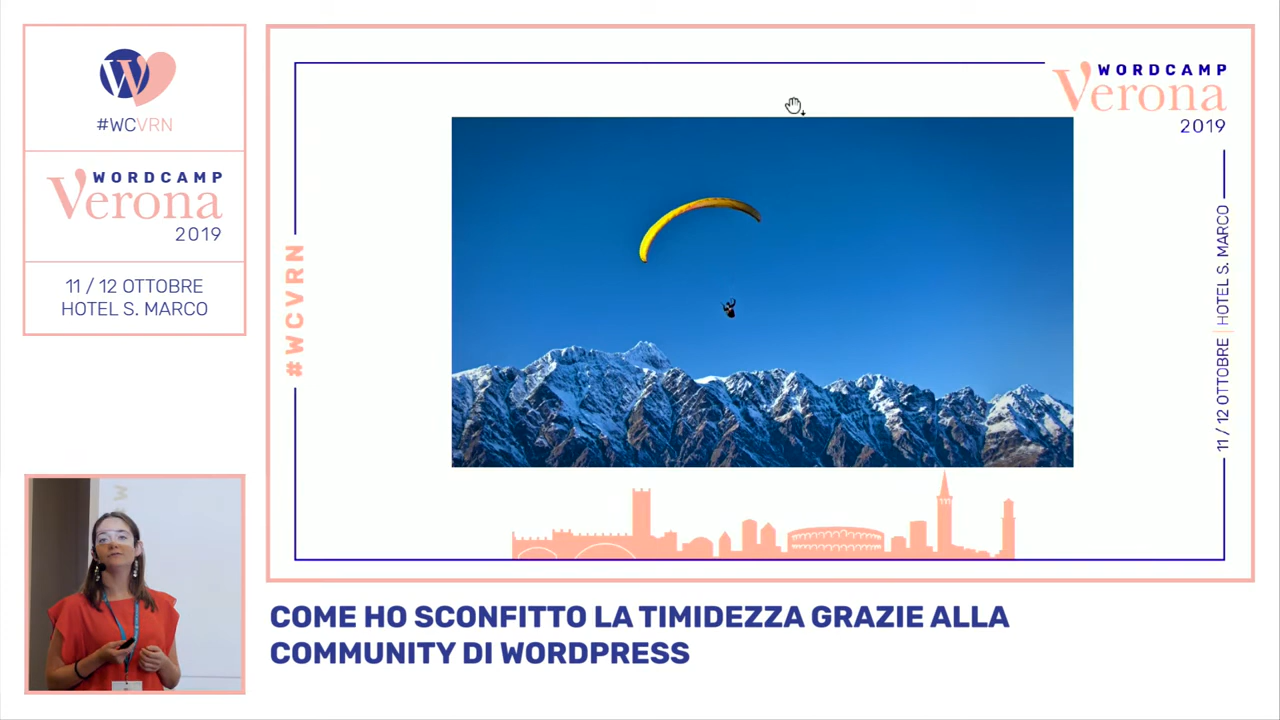 #WCVRN
WORDCAMP
Verona
2019
11 / 12 OTTOBRE
HOTEL S. MARCO
#WCVRN
WORDCAMP
Verona
2019
11 / 12 OTTOBRE | HOTEL S. MARCO
COME HO SCONFITTO LA TIMIDEZZA GRAZIE ALLA
COMMUNITY DI WORDPRESS